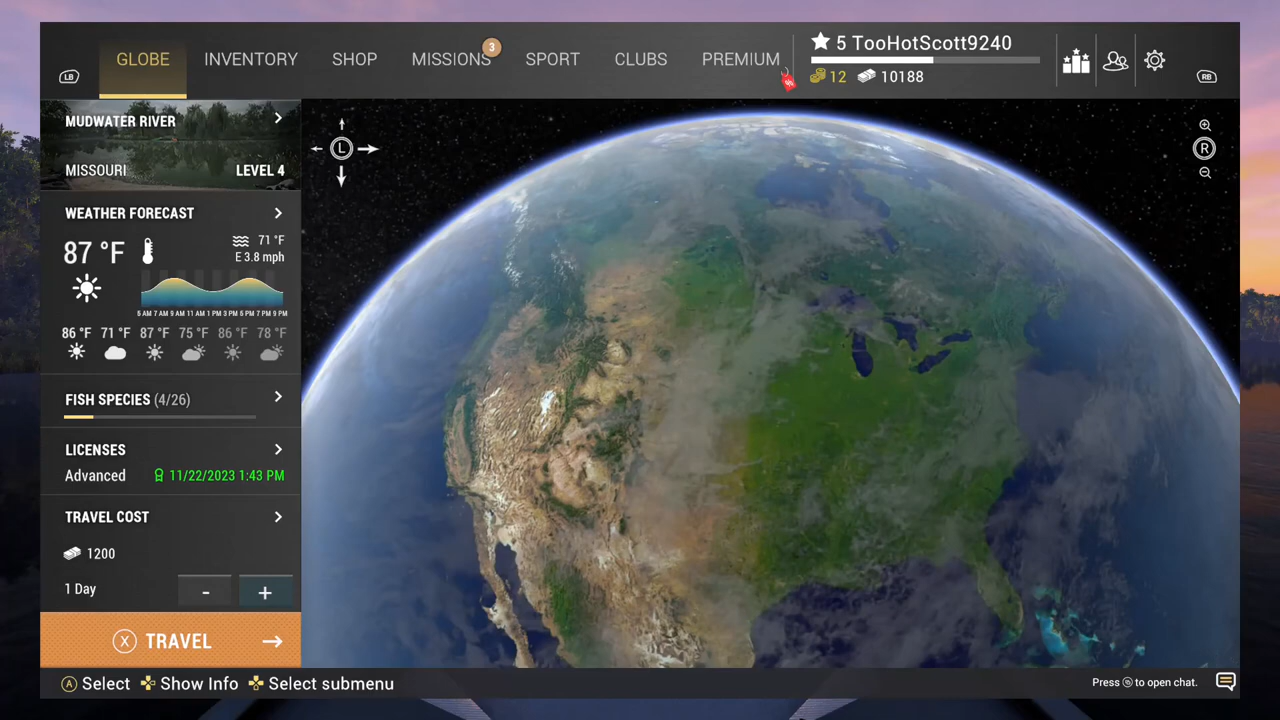 LB
GLOBE
INVENTORY
SHOP
MISSIONS
3
SPORT
CLUBS
PREMIUM
5 TooHotScott9240
12
10188
RB
MUDWATER RIVER
MISSOURI
LEVEL 4
L
R
WEATHER FORECAST
87 °F
71 °F
E 3.8 mph
5 AM 7 AM 9 AM 11 AM 1 PM 3 PM 5 PM 7 PM 9 PM
86 °F 71 °F 87 °F 75 °F 86 °F 78 °F
FISH SPECIES (4/26)
LICENSES
Advanced
11/22/2023 1:43 PM
TRAVEL COST
1200
1 Day
- +
X TRAVEL
A Select Show Info Select submenu
Press to open chat.